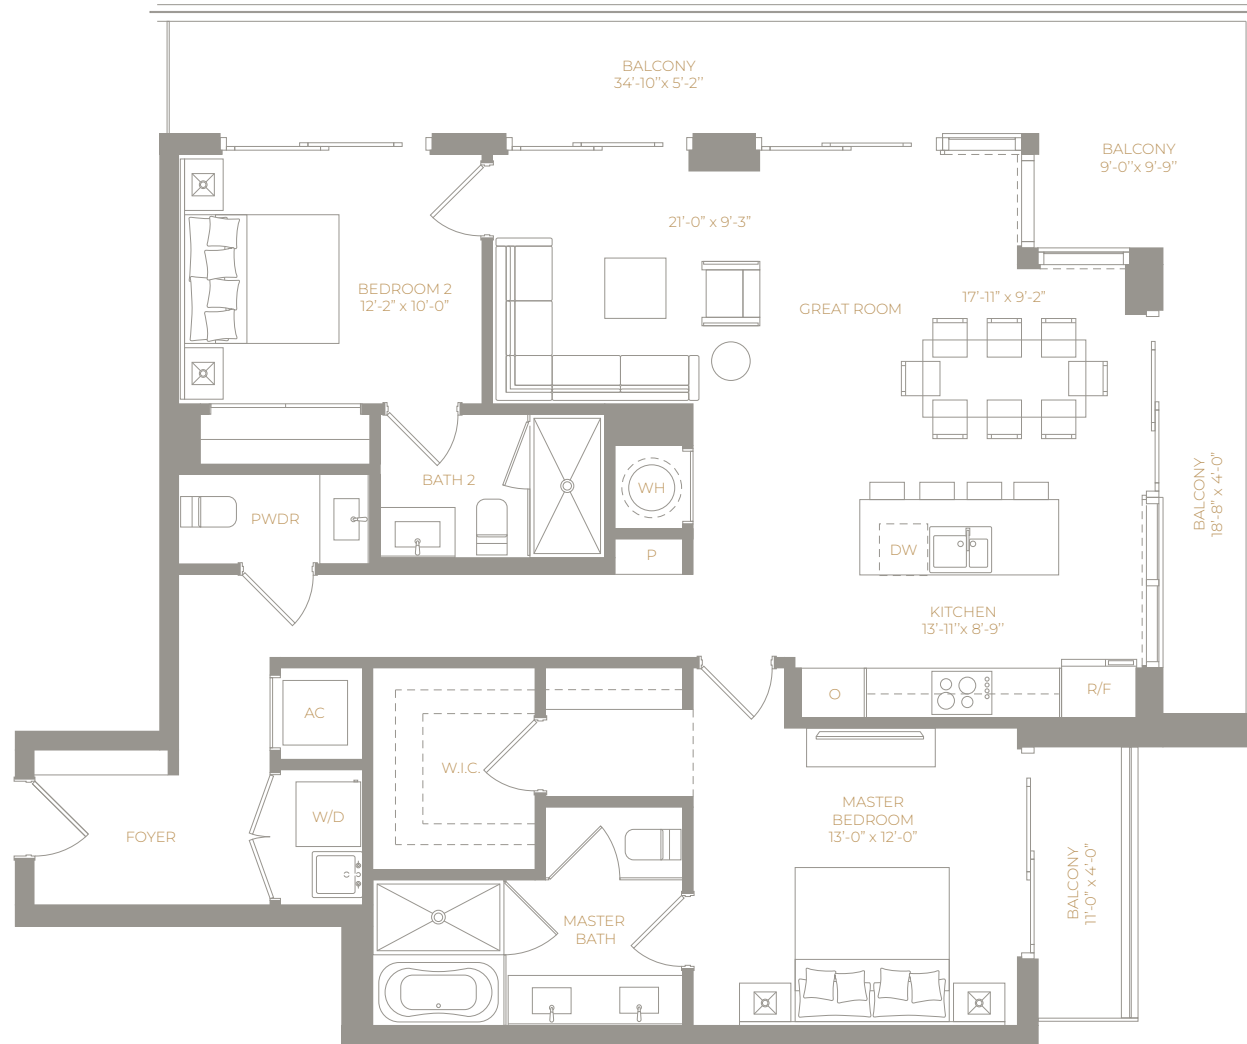 BALCONY
34'-10"x 5'-2"
BALCONY
9'-0"x 9'-9"
21'-0" x 9'-3"
BEDROOM 2
12'-2" x 10'-0"
17'-11" x 9'-2"
GREAT ROOM
BATH 2
WH
PWDR
P
DW
BALCONY
18'-8" x 4'-0"
KITCHEN
13'-11"x 8'-9"
O
R/F
AC
W.I.C.
W/D
FOYER
MASTER
BEDROOM
13'-0" x 12'-0"
BALCONY
11'-0" x 4'-0"
MASTER
BATH